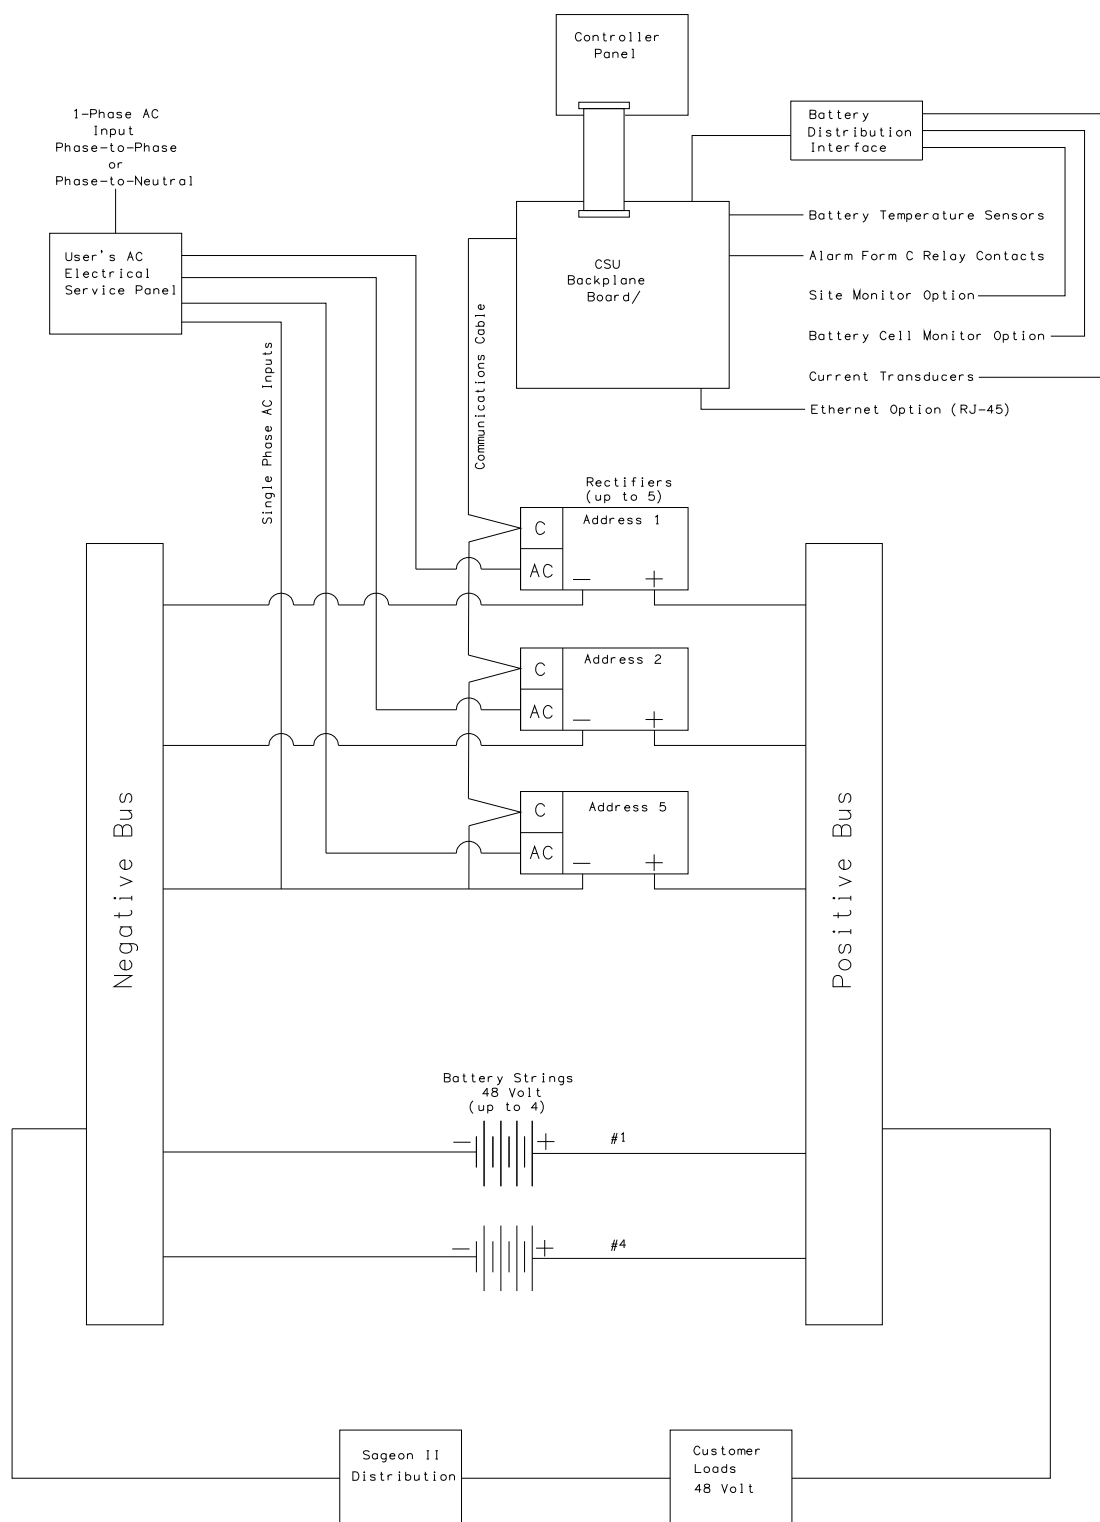 Controller
Panel
1-Phase AC
Input
Phase-to-Phase
or
Phase-to-Neutral
Battery
Distribution
Interface
User's AC
Electrical
Service Panel
CSU
Backplane
Board/
Battery Temperature Sensors
Alarm Form C Relay Contacts
Site Monitor Option
Battery Cell Monitor Option
Current Transducers
Ethernet Option (RJ-45)
Single Phase AC Inputs
Communications Cable
Rectifiers
(up to 5)
C
Address 1
AC
− +
C
Address 2
AC
− +
C
Address 5
AC
− +
Negative Bus
Positive Bus
Battery Strings
48 Volt
(up to 4)
− + #1
− + #4
Sageon II
Distribution
Customer
Loads
48 Volt